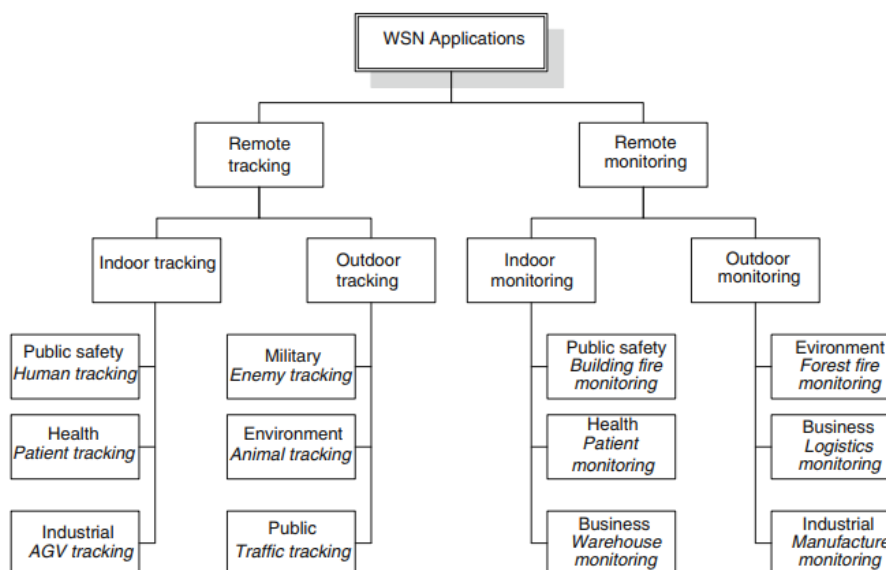 WSN Applications
Remote
tracking
Remote
monitoring
Indoor tracking
Outdoor
tracking
Indoor
monitoring
Outdoor
monitoring
Public safety
Human tracking
Military
Enemy tracking
Public safety
Building fire
monitoring
Evironment
Forest fire
monitoring
Health
Patient tracking
Environment
Animal tracking
Health
Patient
monitoring
Business
Logistics
monitoring
Industrial
AGV tracking
Public
Traffic tracking
Business
Warehouse
monitoring
Industrial
Manufacture
monitoring